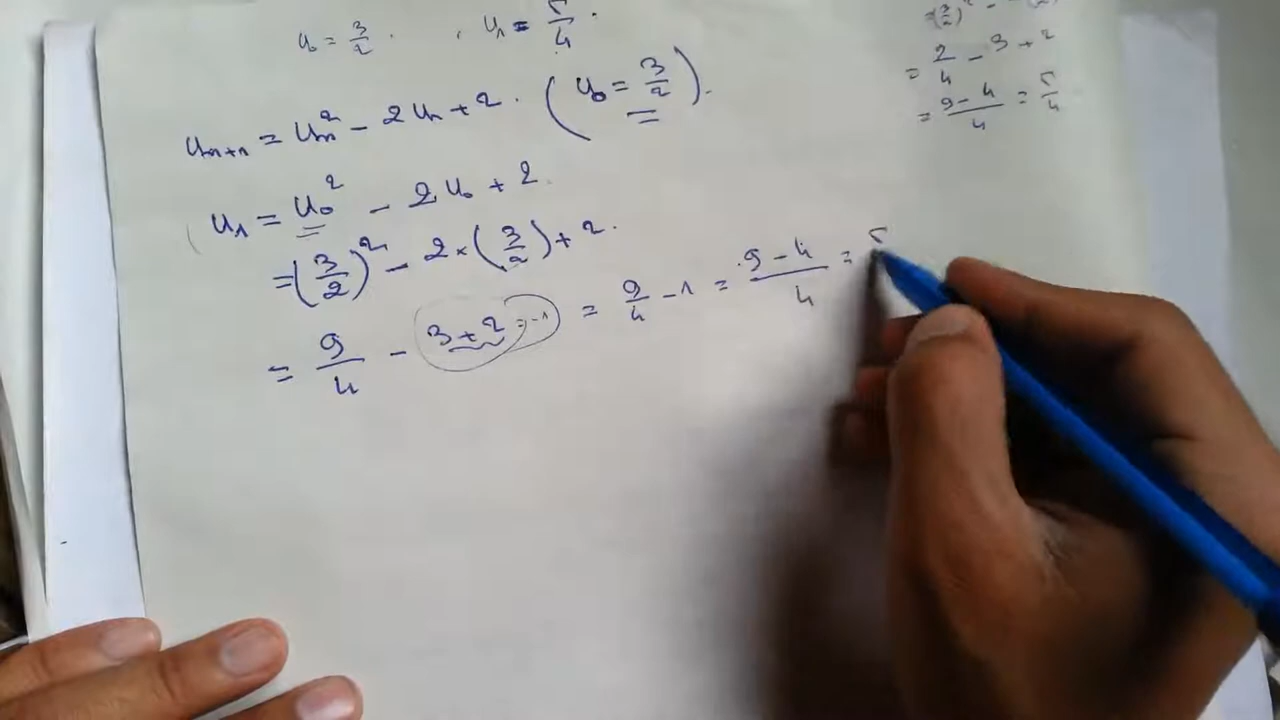 u₀ = 3/2 . , u₁ = 5/4 .
uₙ₊₁ = uₙ² - 2uₙ + 2 . (u₀ = 3/2) .
u₁ = u₀² - 2u₀ + 2 .
= (3/2)² - 2 × (3/2) + 2 .
= 9/4 - 3 + 2 = -1 = 9/4 - 1 = 9 - 4/4 = 5
= 2/4 - 3 + 2
= 9 - 4/4 = 5/4